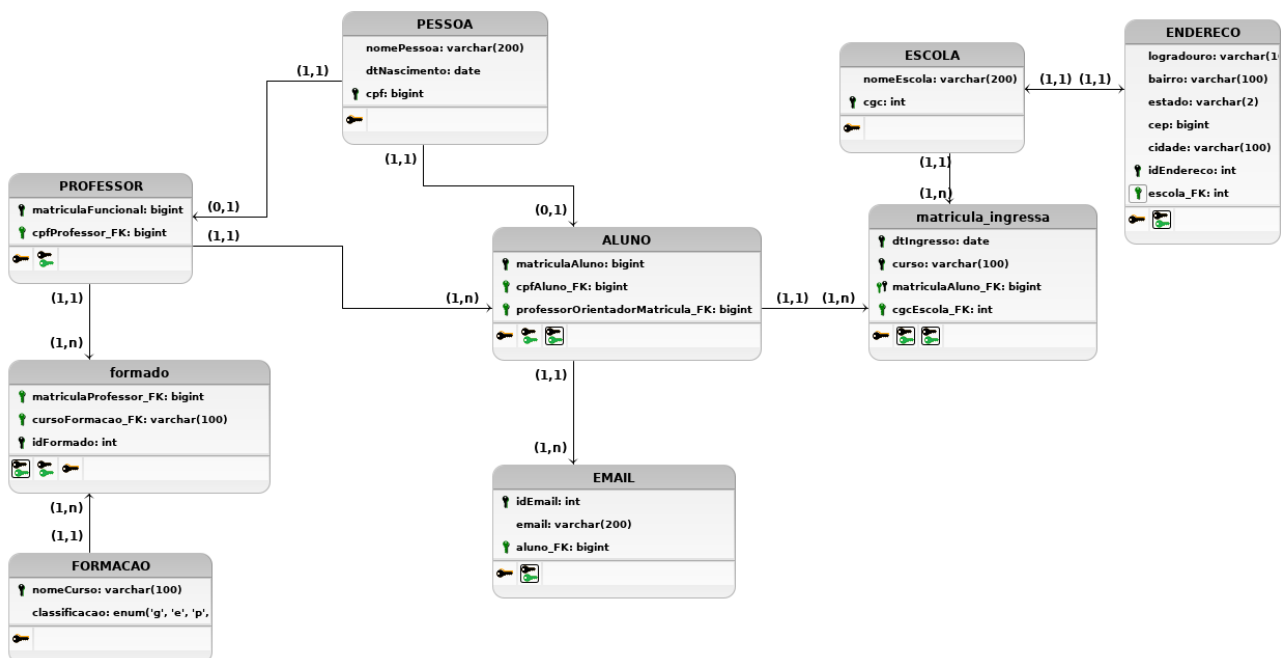 PESSOA
nomePessoa: varchar(200)
dtNascimento: date
cpf: bigint
(1,1)
(1,1)
ESCOLA
nomeEscola: varchar(200)
cgc: int
(1,1) (1,1)
(1,1)
(1,n)
ENDERECO
logradouro: varchar(1
bairro: varchar(100)
estado: varchar(2)
cep: bigint
cidade: varchar(100)
idEndereco: int
escola_FK: int
PROFESSOR
matriculaFuncional: bigint
cpfProfessor_FK: bigint
(0,1)
(1,1)
(1,1)
(1,n)
(1,n)
(0,1)
ALUNO
matriculaAluno: bigint
cpfAluno_FK: bigint
professorOrientadorMatricula_FK: bigint
(1,1) (1,n)
matricula_ingressa
dtIngresso: date
curso: varchar(100)
matriculaAluno_FK: bigint
cgcEscola_FK: int
formado
matriculaProfessor_FK: bigint
cursoFormacao_FK: varchar(100)
idFormado: int
(1,1)
(1,n)
(1,n)
(1,1)
EMAIL
idEmail: int
email: varchar(200)
aluno_FK: bigint
FORMACAO
nomeCurso: varchar(100)
classificacao: enum('g', 'e', 'p',